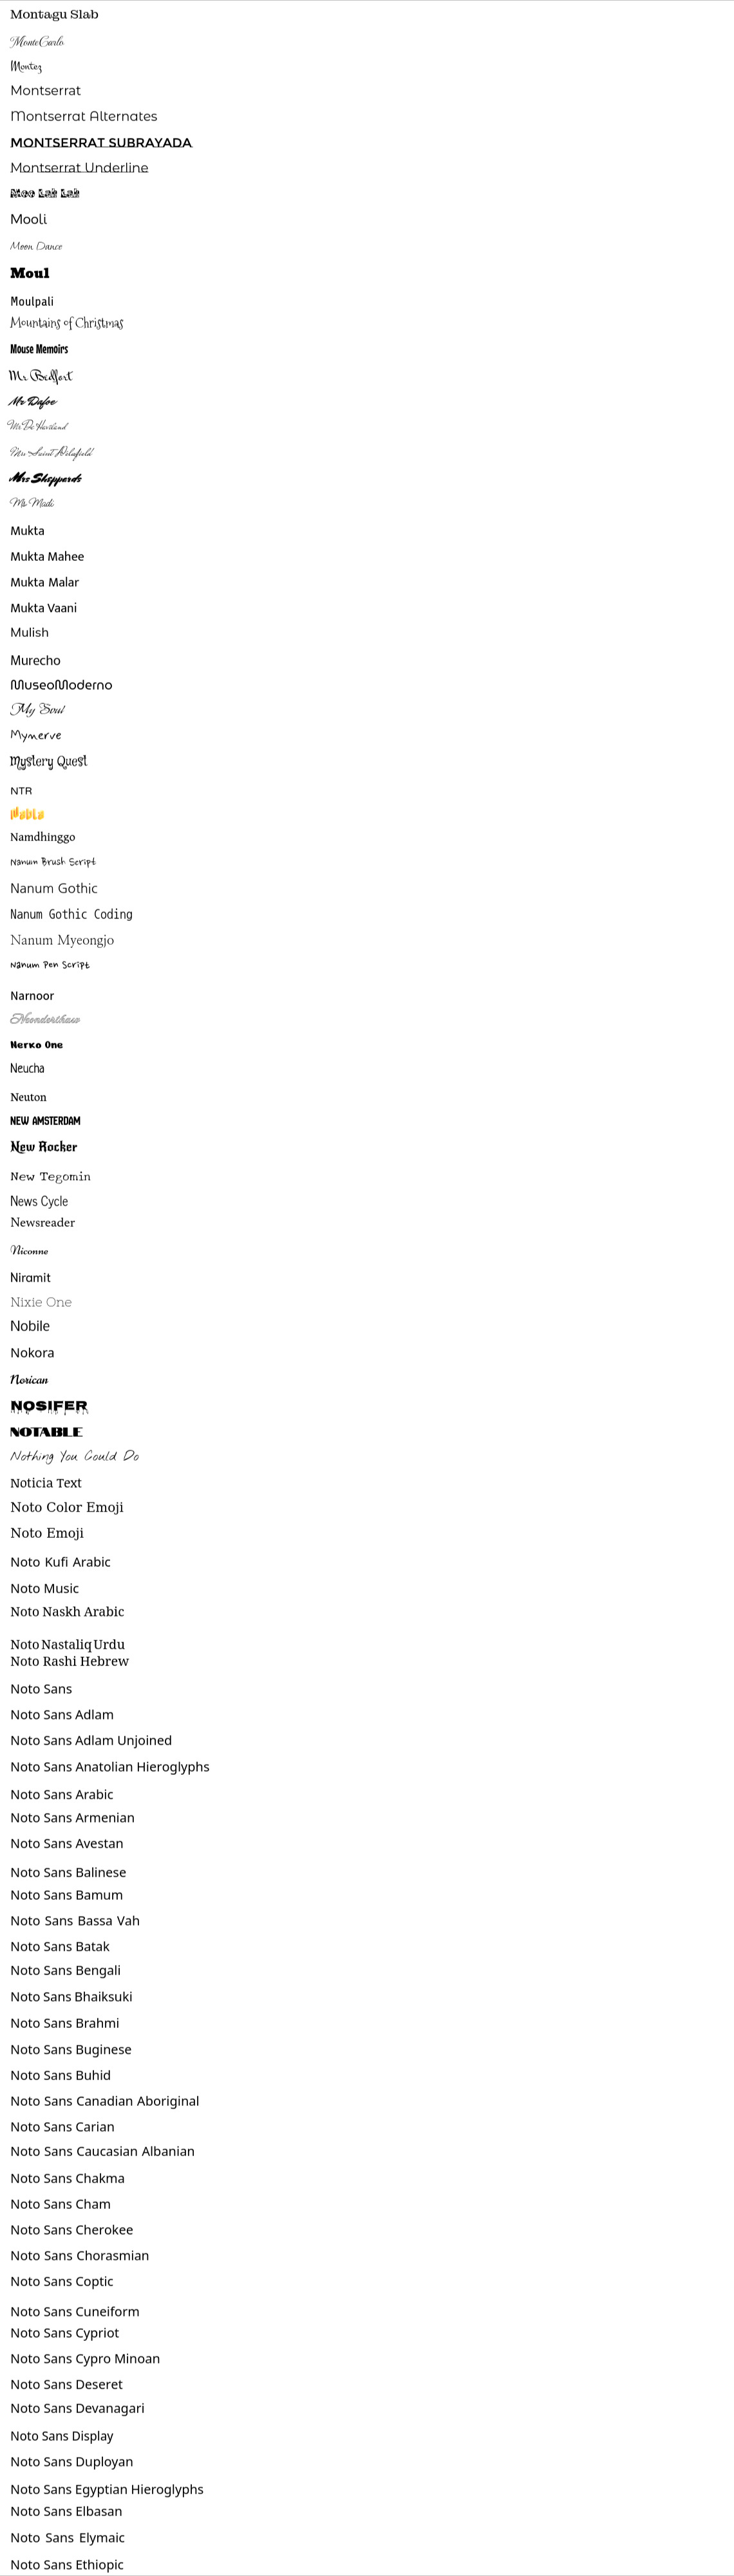 Montagu Slab
MonteCarlo
Montez
Montserrat
Montserrat Alternates
MONTSERRAT SUBRAYADA
Montserrat Underline
Moo Lah Lah
Mooli
Moon Dance
Moul
Moulpali
Mountains of Christmas
Mouse Memoirs
Mr Bedfort
Mr Dafoe
Mr De Haviland
Mrs Saint Delafield
Mrs Sheppards
Ms Madi
Mukta
Mukta Mahee
Mukta Malar
Mukta Vaani
Mulish
Murecho
MuseoModerno
My Soul
Mynerve
Mystery Quest
NTR
Nabla
Namdhinggo
Nanum Brush Script
Nanum Gothic
Nanum Gothic Coding
Nanum Myeongjo
Nanum Pen Script
Narnoor
Neonderthaw
Nerko One
Neucha
Neuton
NEW AMSTERDAM
New Rocker
New Tegomin
News Cycle
Newsreader
Niconne
Niramit
Nixie One
Nobile
Nokora
Norican
NOSIFER
NOTABLE
Nothing You Could Do
Noticia Text
Noto Color Emoji
Noto Emoji
Noto Kufi Arabic
Noto Music
Noto Naskh Arabic
Noto Nastaliq Urdu
Noto Rashi Hebrew
Noto Sans
Noto Sans Adlam
Noto Sans Adlam Unjoined
Noto Sans Anatolian Hieroglyphs
Noto Sans Arabic
Noto Sans Armenian
Noto Sans Avestan
Noto Sans Balinese
Noto Sans Bamum
Noto Sans Bassa Vah
Noto Sans Batak
Noto Sans Bengali
Noto Sans Bhaiksuki
Noto Sans Brahmi
Noto Sans Buginese
Noto Sans Buhid
Noto Sans Canadian Aboriginal
Noto Sans Carian
Noto Sans Caucasian Albanian
Noto Sans Chakma
Noto Sans Cham
Noto Sans Cherokee
Noto Sans Chorasmian
Noto Sans Coptic
Noto Sans Cuneiform
Noto Sans Cypriot
Noto Sans Cypro Minoan
Noto Sans Deseret
Noto Sans Devanagari
Noto Sans Display
Noto Sans Duployan
Noto Sans Egyptian Hieroglyphs
Noto Sans Elbasan
Noto Sans Elymaic
Noto Sans Ethiopic